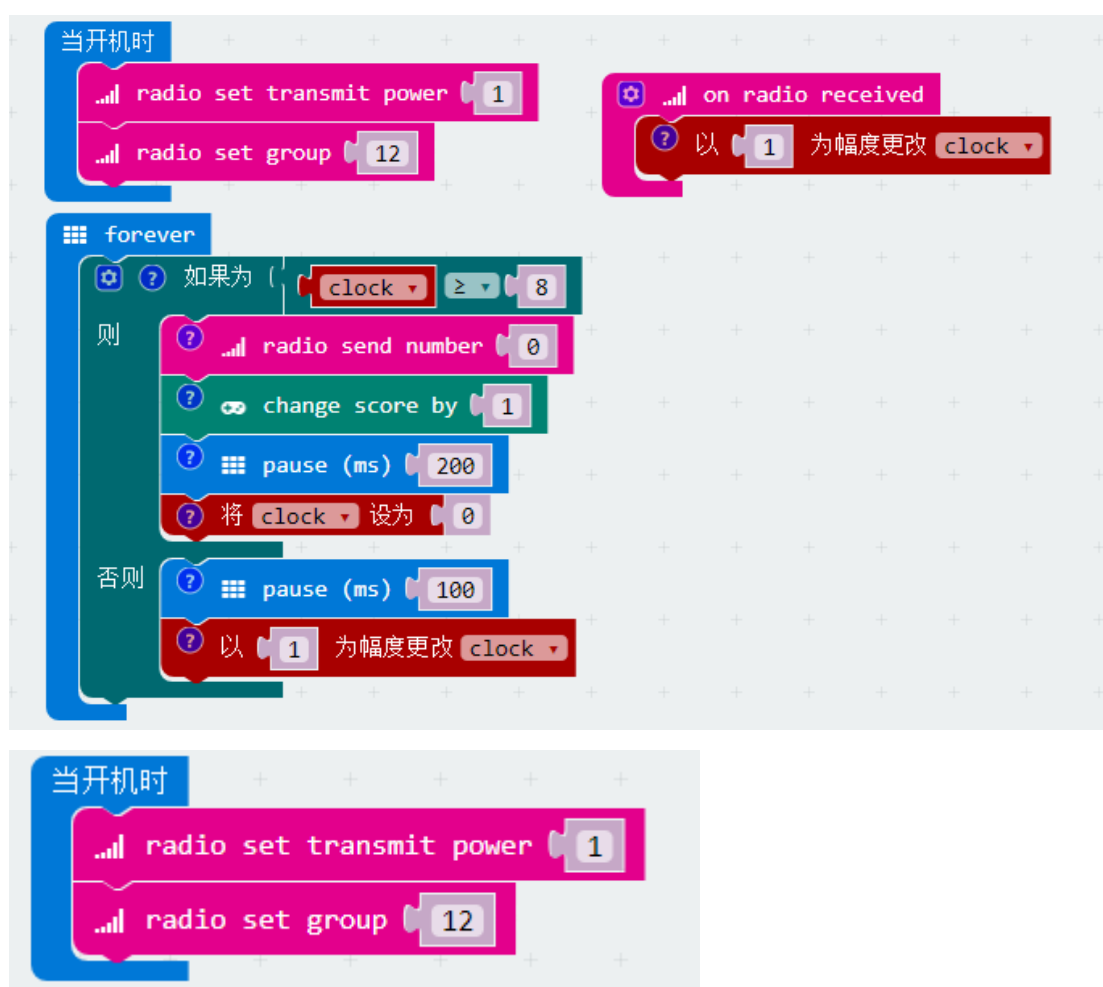 当开机时
radio set transmit power 1
radio set group 12
on radio received
以 1 为幅度更改 clock
forever
如果为 ( clock ≥ 8
则
radio send number 0
change score by 1
pause (ms) 200
将 clock 设为 0
否则
pause (ms) 100
以 1 为幅度更改 clock
当开机时
radio set transmit power 1
radio set group 12